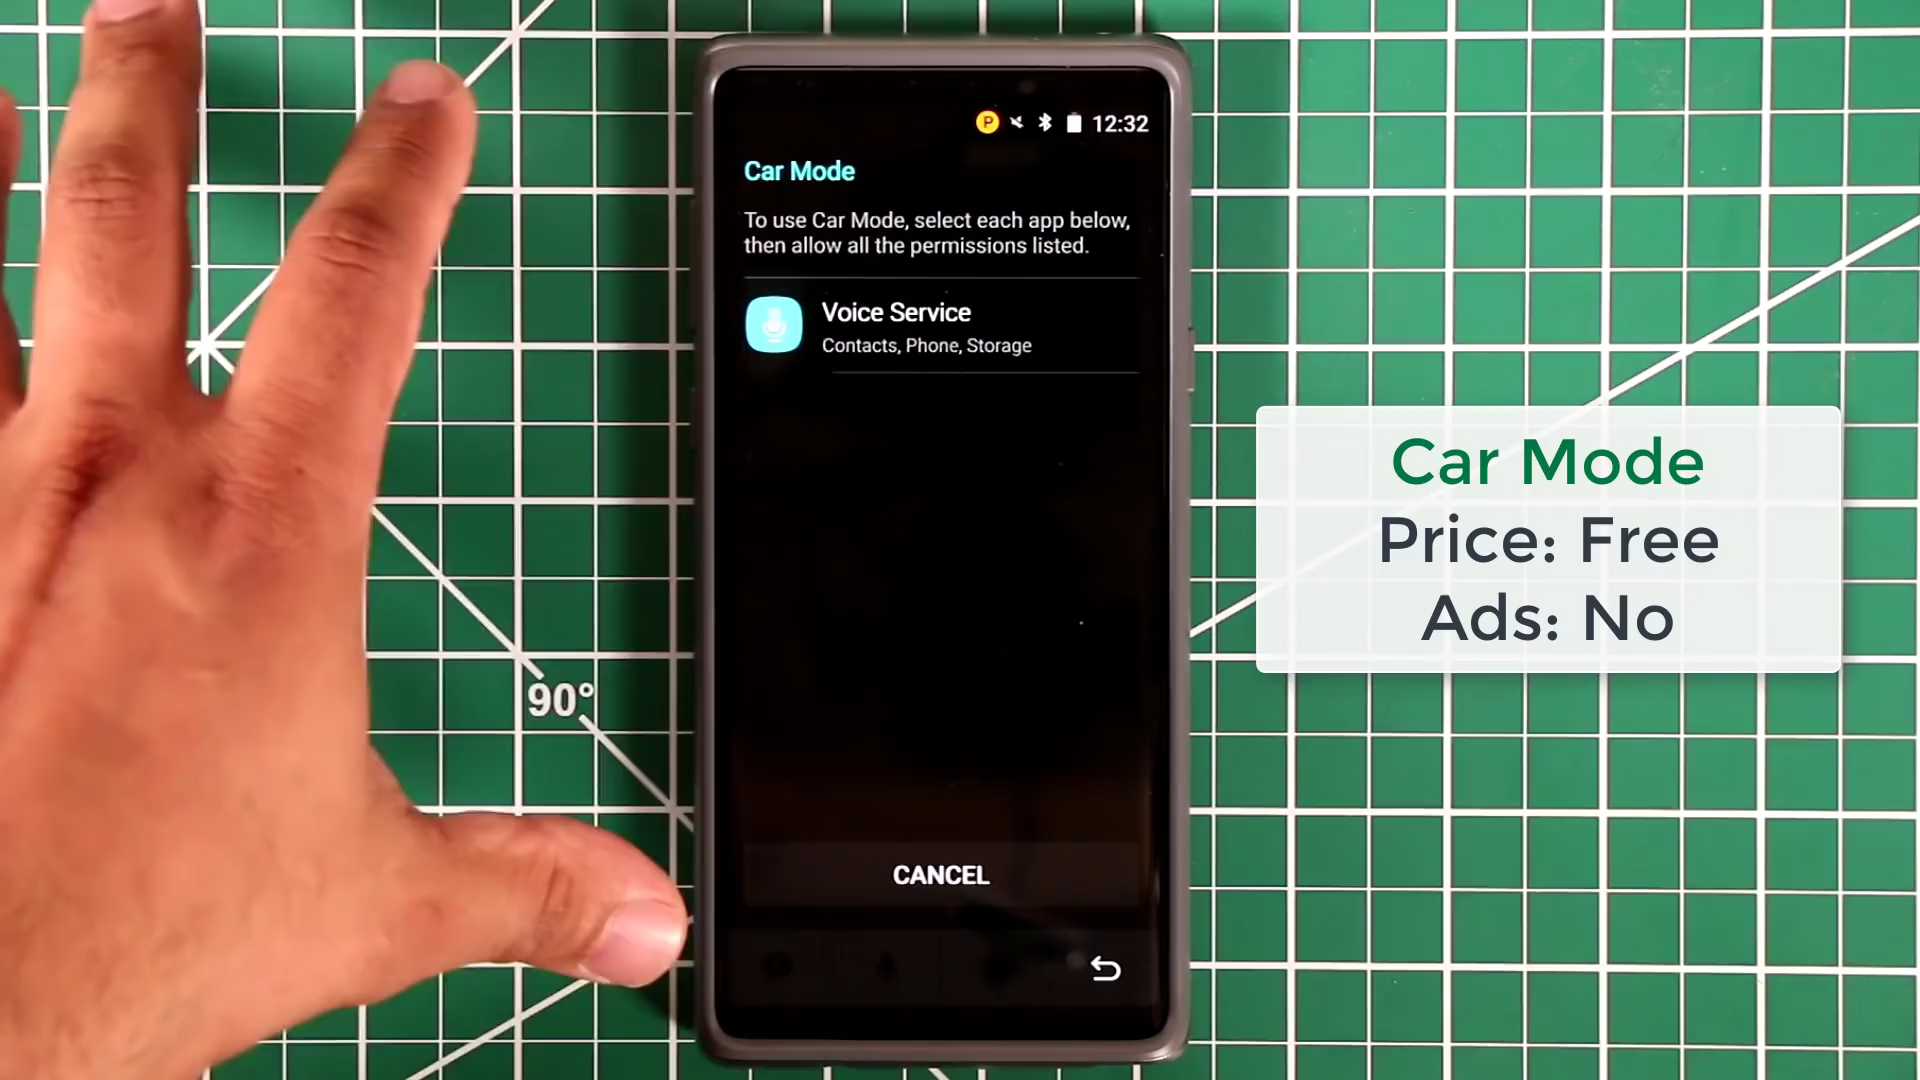 P 12:32
Car Mode
To use Car Mode, select each app below,
then allow all the permissions listed.
Voice Service
Contacts, Phone, Storage
CANCEL
Car Mode
Price: Free
Ads: No
90°